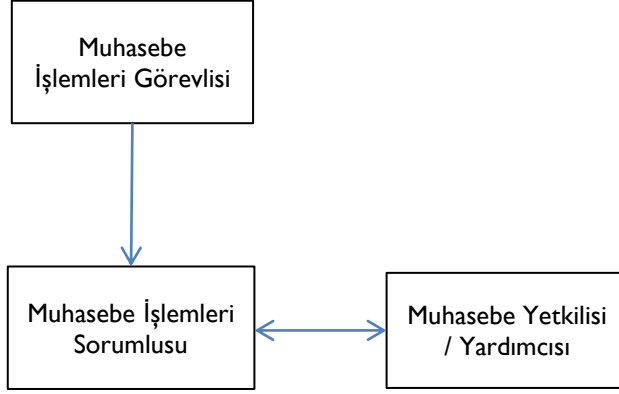 Muhasebe
İşlemleri Görevlisi
Muhasebe İşlemleri
Sorumlusu
Muhasebe Yetkilisi
/ Yardımcısı